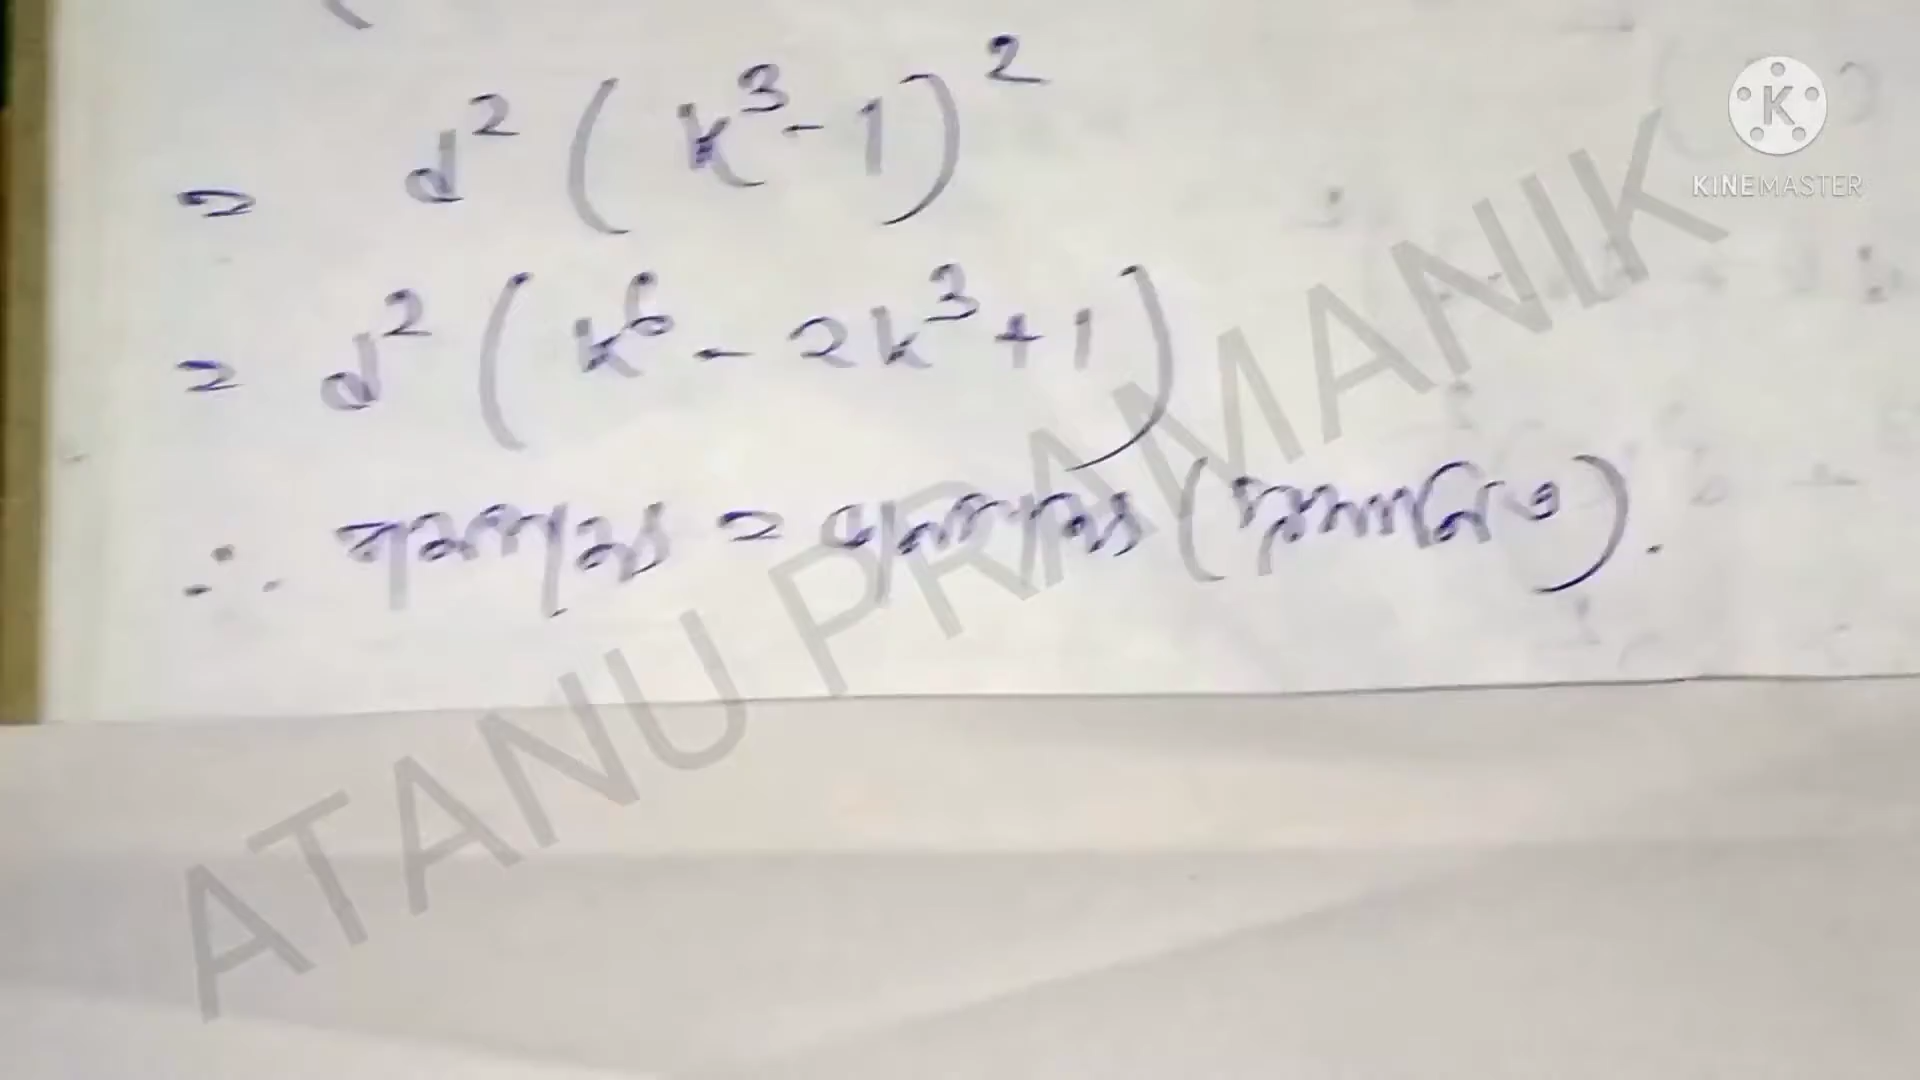 = d² (k³ - 1)²
= d² (k⁶ - 2k³ + 1)
∴ বামপক্ষ = ডানপক্ষ (প্রমাণিত).
K
KINEMASTER
ATANU PRAMANIK